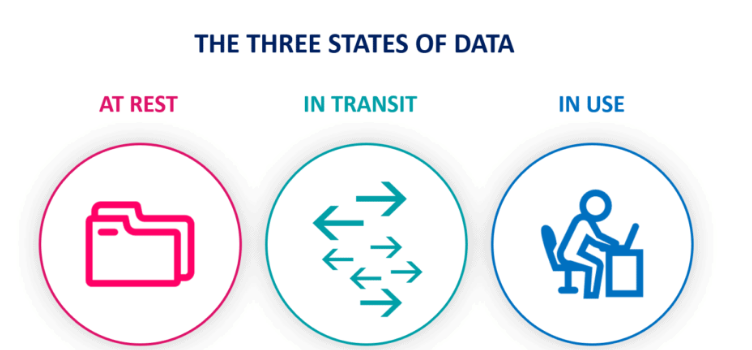 THE THREE STATES OF DATA
AT REST
IN TRANSIT
IN USE